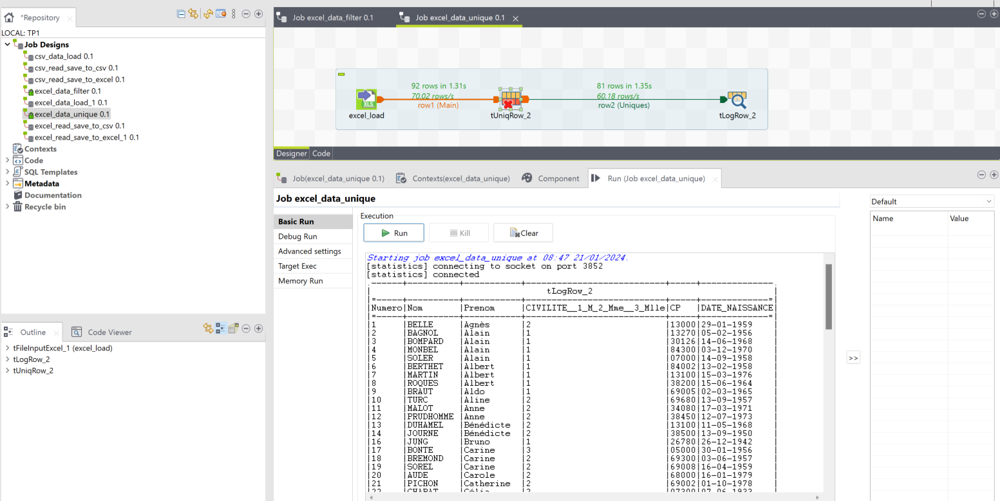 *Repository
LOCAL: TP1
Job Designs
csv_data_load 0.1
csv_read_save_to_csv 0.1
csv_read_save_to_excel 0.1
excel_data_filter 0.1
excel_data_load_1 0.1
excel_data_unique 0.1
excel_read_save_to_csv 0.1
excel_read_save_to_excel_1 0.1
Contexts
Code
SQL Templates
Metadata
Documentation
Recycle bin
Outline
Code Viewer
tFileInputExcel_1 (excel_load)
tLogRow_2
tUniqRow_2
Job excel_data_filter 0.1
Job excel_data_unique 0.1
92 rows in 1.31s
70.02 rows/s
row1 (Main)
81 rows in 1.35s
60.18 rows/s
row2 (Uniques)
XLS
excel_load
tUniqRow_2
tLogRow_2
Designer Code
Job(excel_data_unique 0.1) Contexts(excel_data_unique) Component Run (Job excel_data_unique)
Job excel_data_unique
Basic Run
Debug Run
Advanced settings
Target Exec
Memory Run
Execution
Run Kill Clear
Starting job excel_data_unique at 08:47 21/01/2024.
[statistics] connecting to socket on port 3852
[statistics] connected
.------+----------+-----------+---------------------------+-----+--------------.
| tLogRow_2 |
|=-----+----------+-----------+---------------------------+-----+-------------=|
|Numero|Nom |Prenom |CIVILITE__1_M_2_Mme__3_Mlle|CP |DATE_NAISSANCE|
|=-----+----------+-----------+---------------------------+-----+-------------=|
|1 |BELLE |Agnès |2 |13000|29-01-1959 |
|2 |BAGNOL |Alain |1 |13270|05-02-1956 |
|3 |BOMPARD |Alain |1 |30126|14-06-1968 |
|4 |MONBEL |Alain |1 |84300|03-12-1970 |
|5 |SOLER |Alain |1 |07000|14-09-1958 |
|6 |BERTHET |Albert |1 |84002|13-02-1958 |
|7 |MARTIN |Albert |1 |13100|15-03-1976 |
|8 |ROQUES |Albert |1 |38200|15-06-1964 |
|9 |BRAUT |Aldo |1 |69005|02-03-1965 |
|10 |TURC |Aline |2 |69680|13-09-1957 |
|11 |MALOT |Anne |2 |34080|17-03-1971 |
|12 |PRUDHOMME |Anne |2 |38450|12-07-1973 |
|13 |DUHAMEL |Bénédicte |2 |13100|11-05-1968 |
|14 |JOURNE |Bénédicte |2 |38500|13-09-1950 |
|16 |JUNG |Bruno |1 |26780|26-12-1942 |
|17 |BONTE |Carine |3 |05000|30-01-1956 |
|18 |BREMOND |Carine |2 |69300|03-06-1957 |
|19 |SOREL |Carine |2 |69008|16-04-1959 |
|20 |AUDE |Carole |2 |68000|16-01-1979 |
|21 |PICHON |Catherine |2 |69002|01-10-1978 |
>>
Default
Name Value